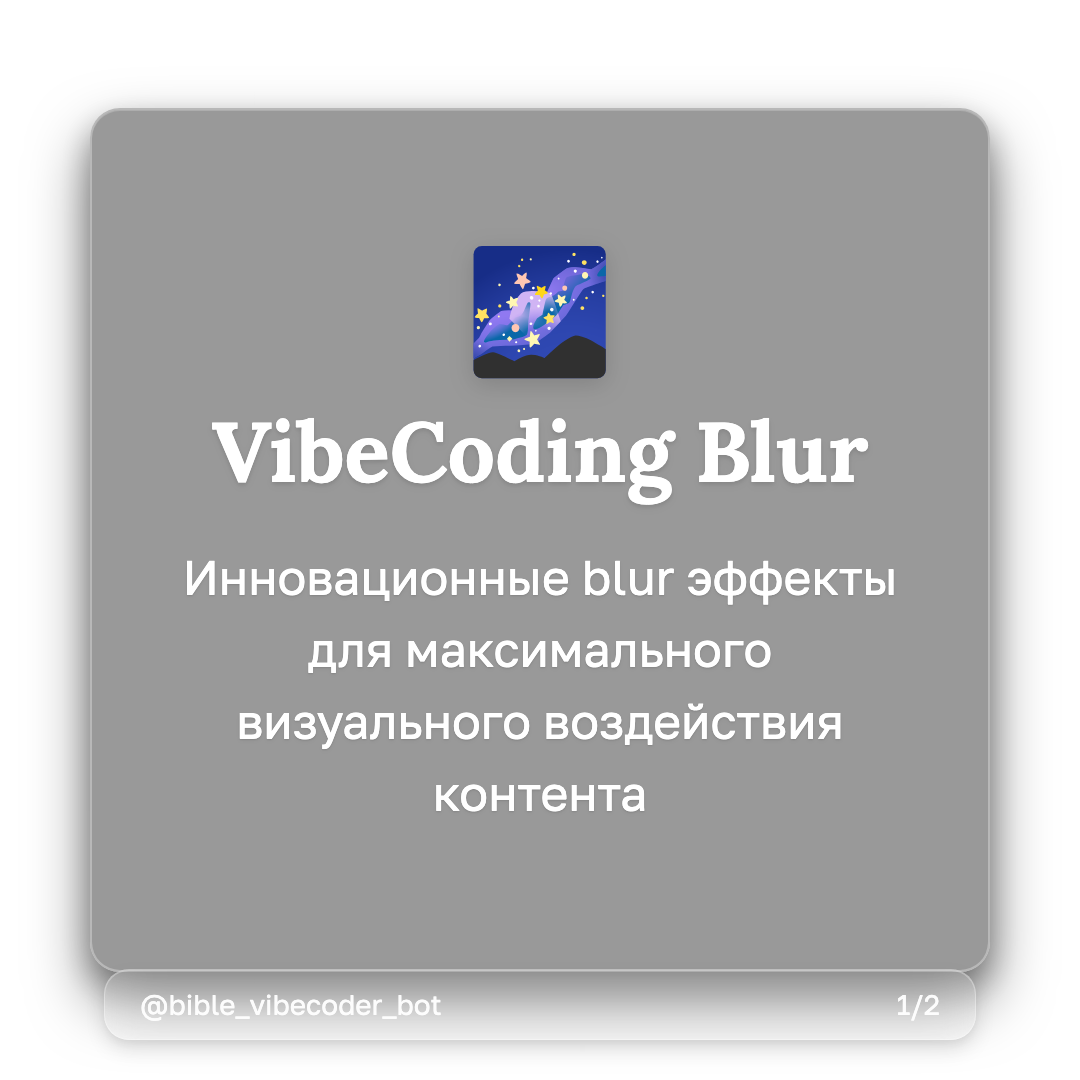 VibeCoding Blur
Инновационные blur эффекты
для максимального
визуального воздействия
контента
@bible_vibecoder_bot
1/2